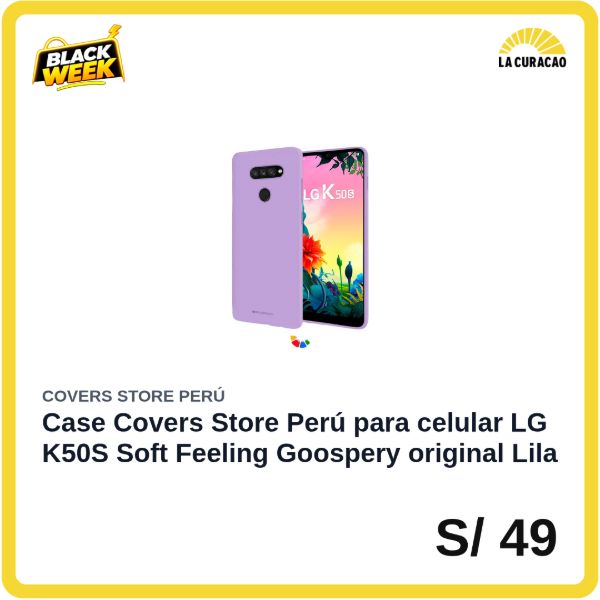 BLACK
WEEK
LA CURACAO
LG K50S
COVERS STORE PERÚ
Case Covers Store Perú para celular LG
K50S Soft Feeling Goospery original Lila
S/ 49